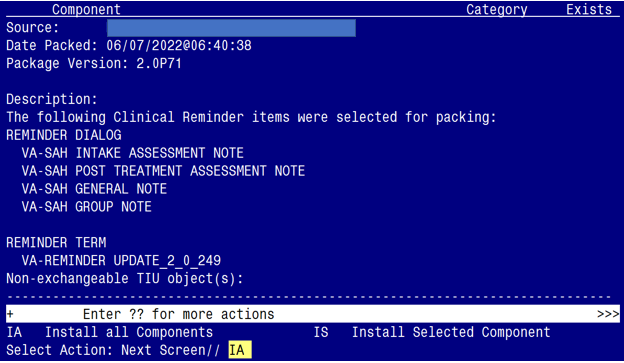 Component Category Exists
Source:
Date Packed: 06/07/2022@06:40:38
Package Version: 2.0P71
Description:
The following Clinical Reminder items were selected for packing:
REMINDER DIALOG
VA-SAH INTAKE ASSESSMENT NOTE
VA-SAH POST TREATMENT ASSESSMENT NOTE
VA-SAH GENERAL NOTE
VA-SAH GROUP NOTE
REMINDER TERM
VA-REMINDER UPDATE_2_0_249
Non-exchangeable TIU object(s):
--------------------------------------------------------------------------------
+ Enter ?? for more actions >>>
IA Install all Components IS Install Selected Component
Select Action: Next Screen// IA